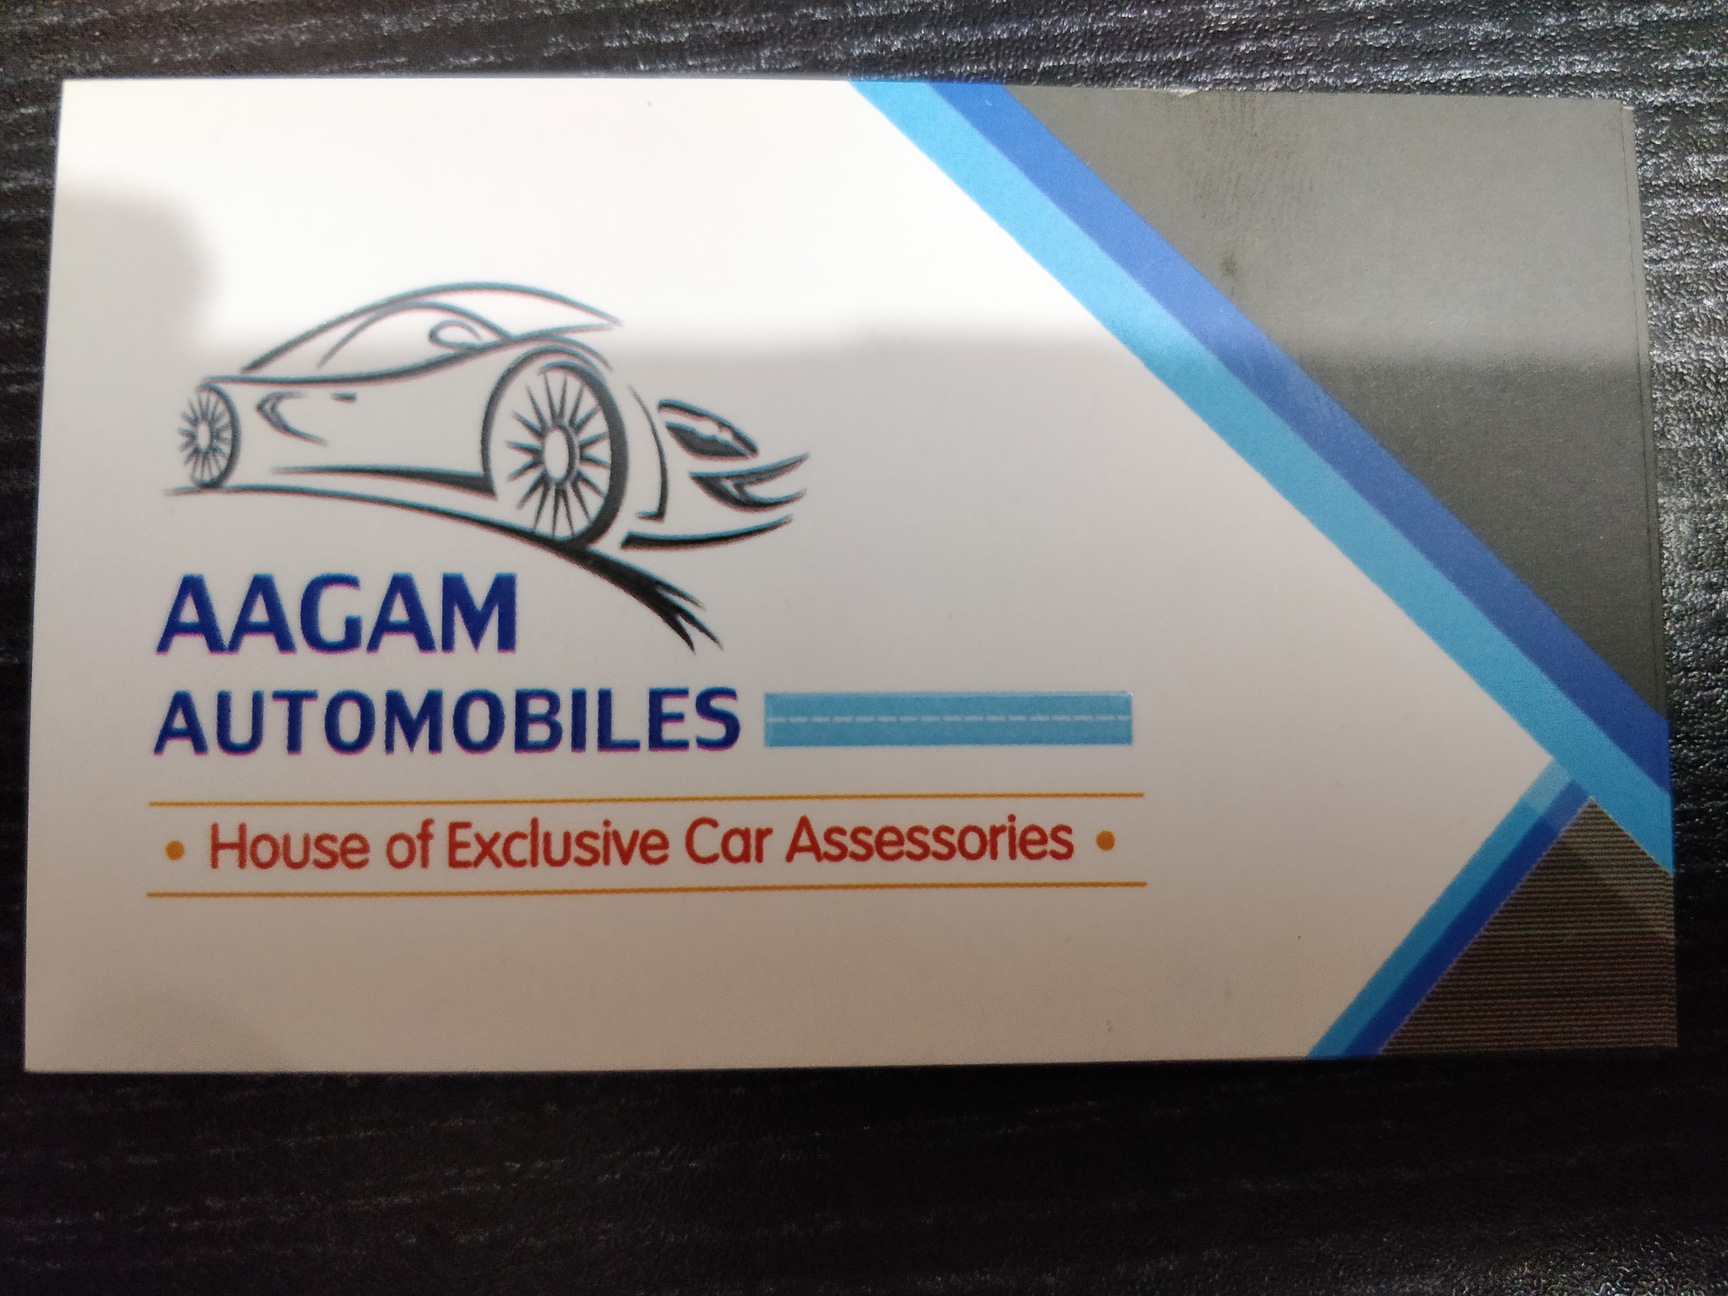 AAGAM
AUTOMOBILES
• House of Exclusive Car Assessories •